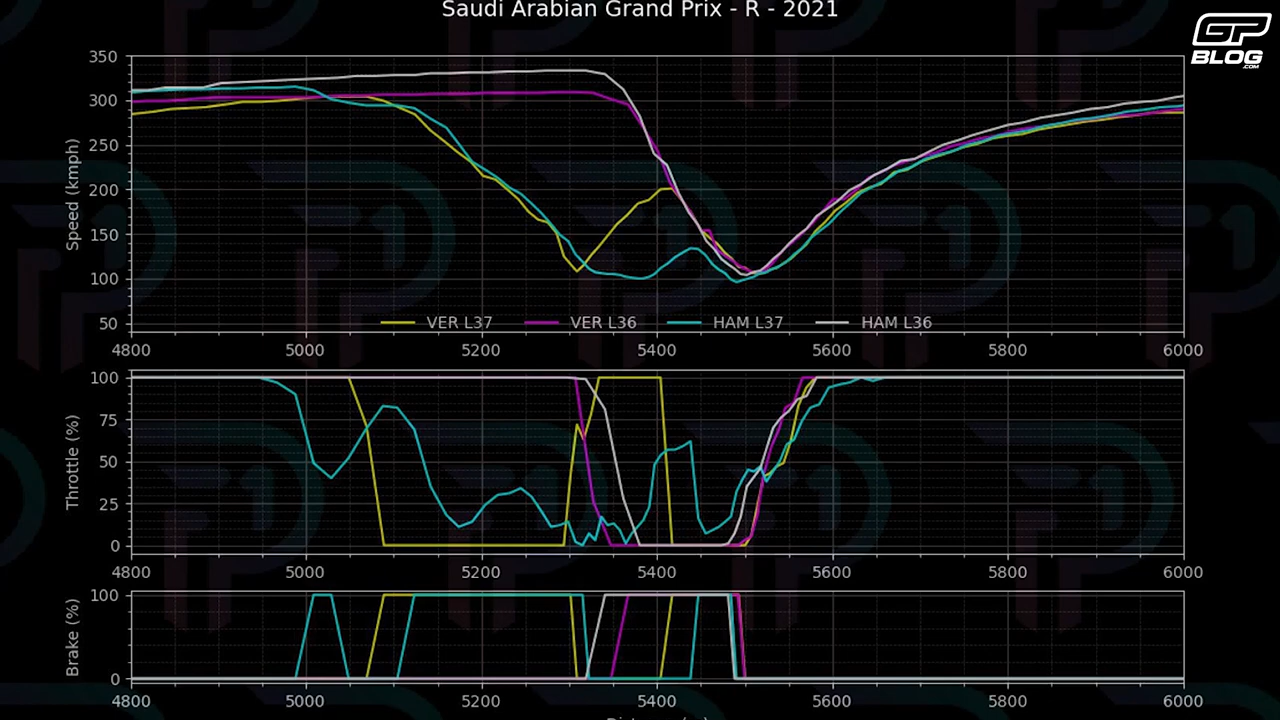 Saudi Arabian Grand Prix - R - 2021
GP
BLOG
.COM
350
300
250
200
150
100
50
Speed (kmph)
VER L37 VER L36 HAM L37 HAM L36
4800 5000 5200 5400 5600 5800 6000
100
75
50
25
0
Throttle (%)
4800 5000 5200 5400 5600 5800 6000
100
0
Brake (%)
4800 5000 5200 5400 5600 5800 6000